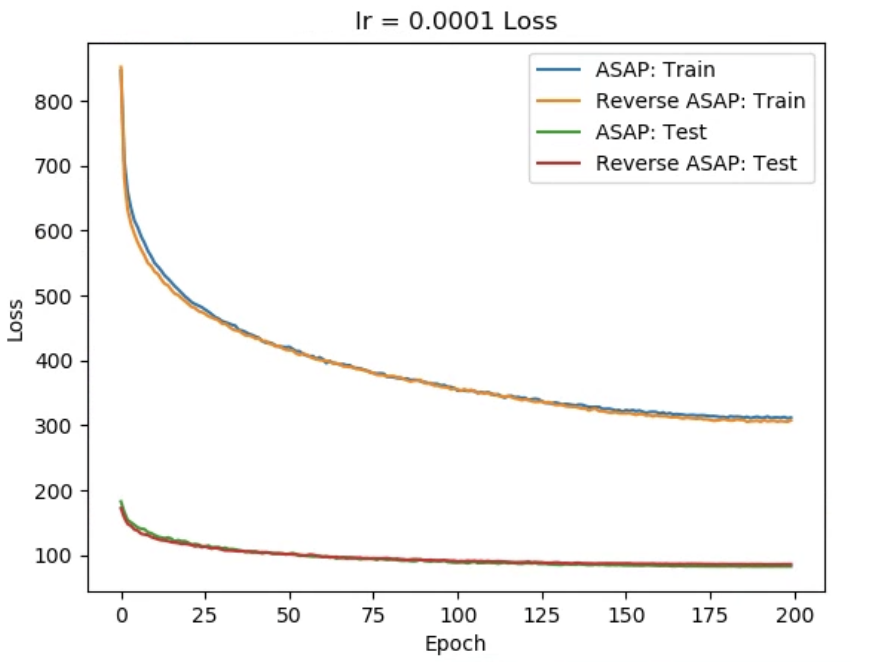 lr = 0.0001 Loss
ASAP: Train
Reverse ASAP: Train
ASAP: Test
Reverse ASAP: Test
800
700
600
500
400
300
200
100
Loss
0 25 50 75 100 125 150 175 200
Epoch